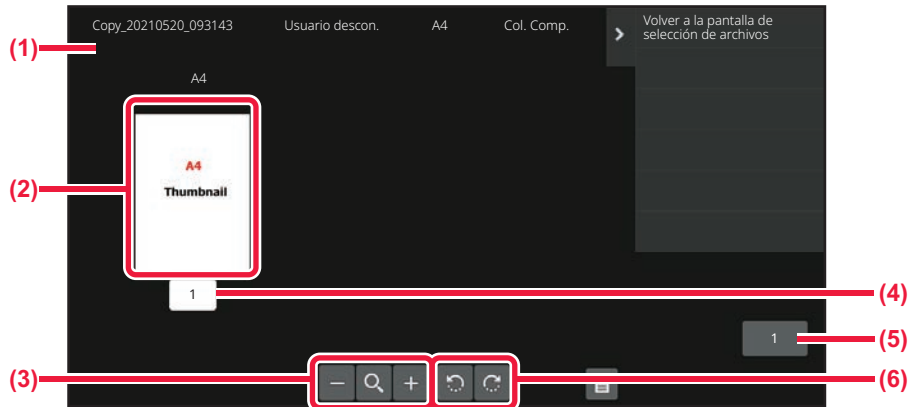 Copy_20210520_093143 Usuario descon. A4 Col. Comp.
Volver a la pantalla de
selección de archivos
(1)
A4
A4
Thumbnail
(2)
1
(4)
1
(5)
(3)
(6)